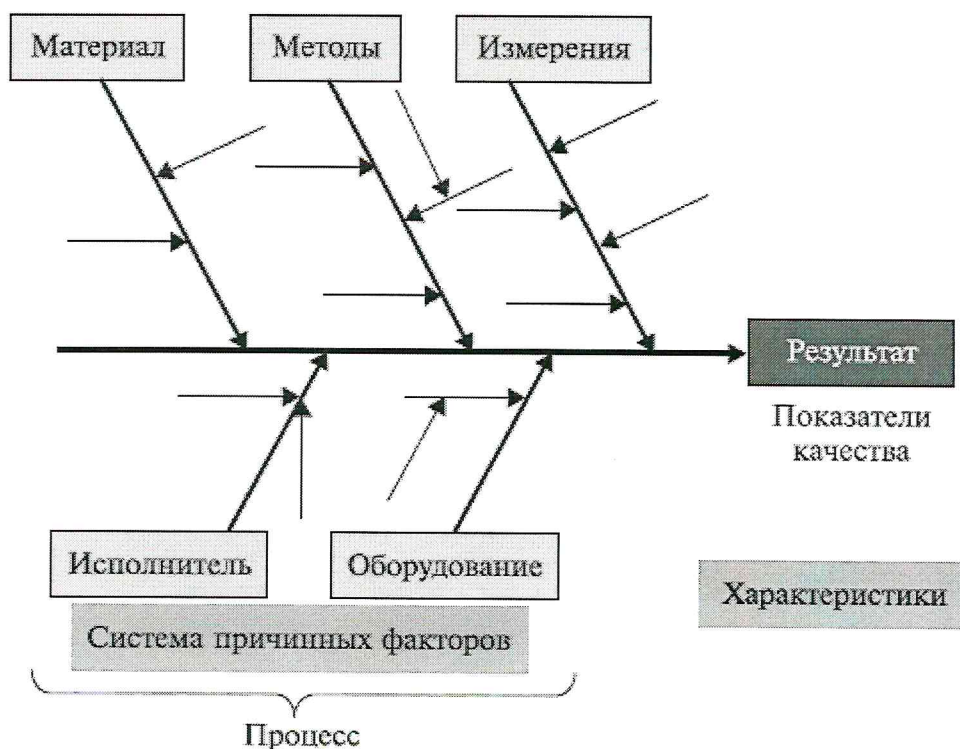 Материал
Методы
Измерения
Результат
Показатели
качества
Исполнитель
Оборудование
Характеристики
Система причинных факторов
Процесс